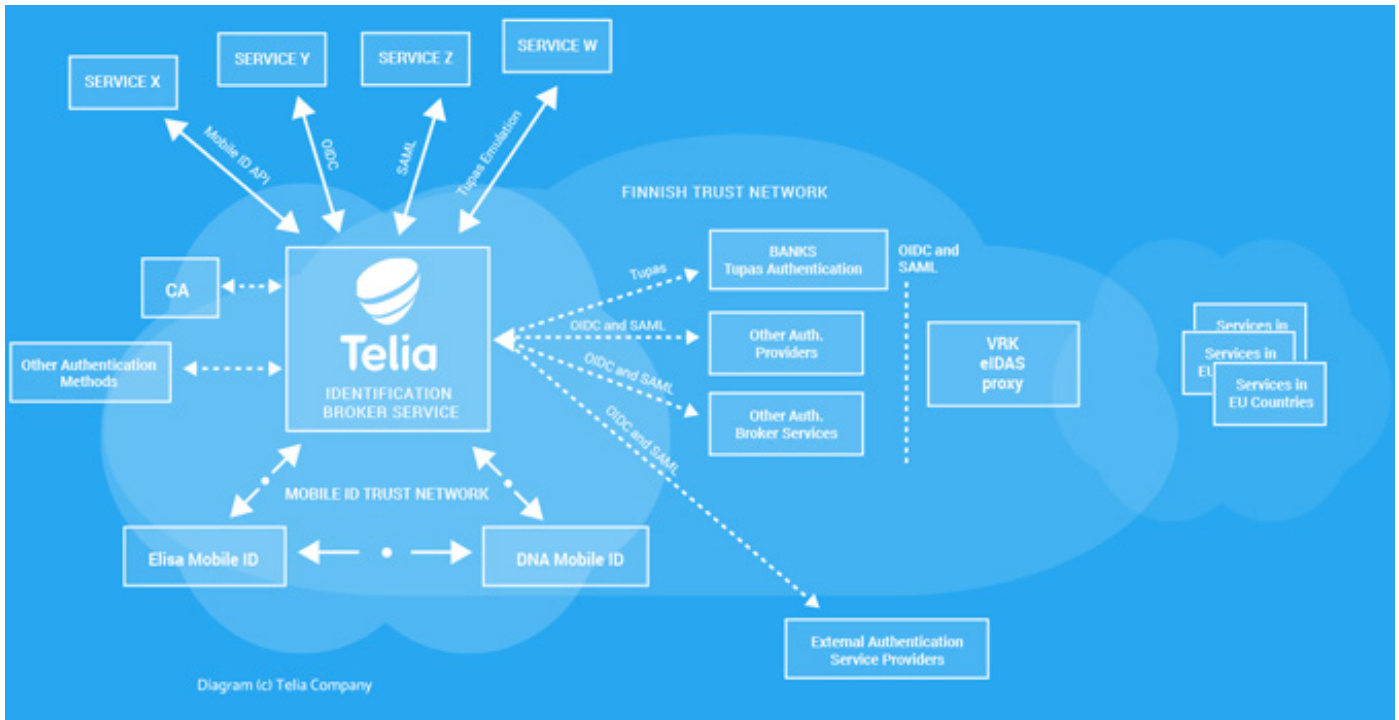 SERVICE X
SERVICE Y
SERVICE Z
SERVICE W
Mobile ID API
OIDC
SAML
Tupas Emulation
FINNISH TRUST NETWORK
CA
Other Authentication
Methods
Telia
IDENTIFICATION
BROKER SERVICE
Tupas
OIDC and SAML
OIDC and SAML
OIDC and SAML
BANKS
Tupas Authentication
Other Auth.
Providers
Other Auth.
Broker Services
OIDC and
SAML
VRK
eIDAS
proxy
Services in
Services in
EU
Services in
EU Countries
MOBILE ID TRUST NETWORK
Elisa Mobile ID
DNA Mobile ID
External Authentication
Service Providers
Diagram (c) Telia Company